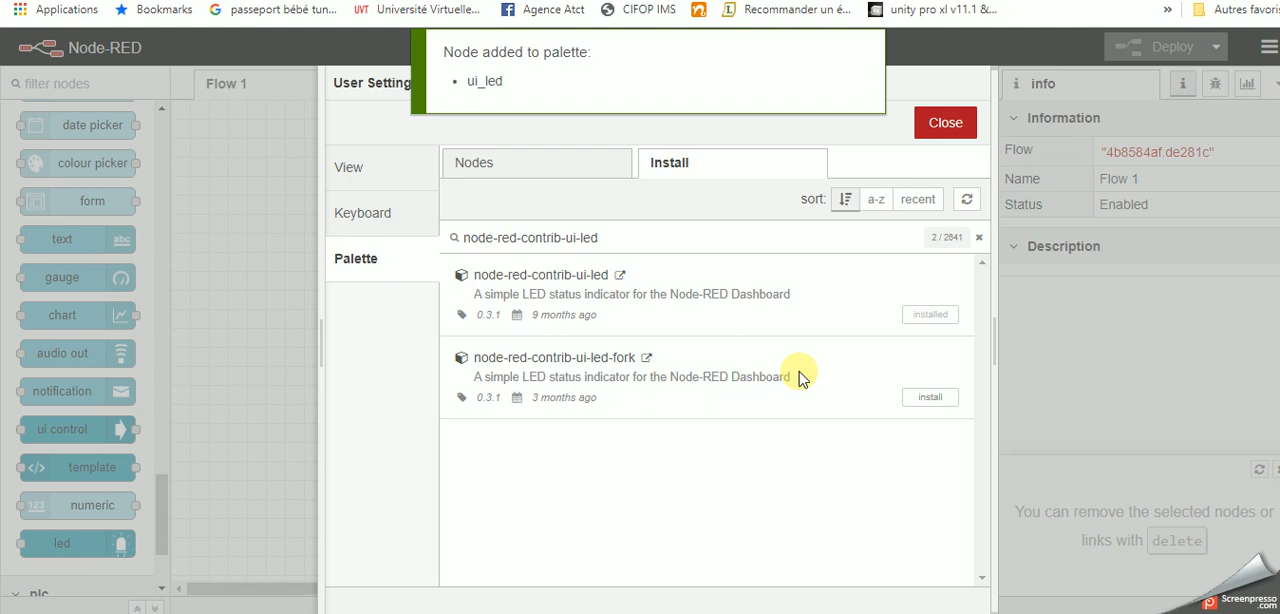 Applications
Bookmarks
passeport bébé tun...
UVT Université Virtuelle...
Agence Atct
CIFOP IMS
Recommander un é...
unity pro xl v11.1 &...
»
Autres favoris
Node-RED
Deploy
filter nodes
date picker
colour picker
form
text abc
gauge
chart
audio out
notification
ui control
</> template
123 numeric
led
plc
Flow 1
Node added to palette:
• ui_led
User Setting
Close
View
Keyboard
Palette
Nodes
Install
sort: a-z recent
node-red-contrib-ui-led
2 / 2641
node-red-contrib-ui-led
A simple LED status indicator for the Node-RED Dashboard
0.3.1 9 months ago
installed
node-red-contrib-ui-led-fork
A simple LED status indicator for the Node-RED Dashboard
0.3.1 3 months ago
install
i info
i
Information
Flow "4b8584af.de281c"
Name Flow 1
Status Enabled
Description
You can remove the selected nodes or
links with delete
Screenpresso
.com